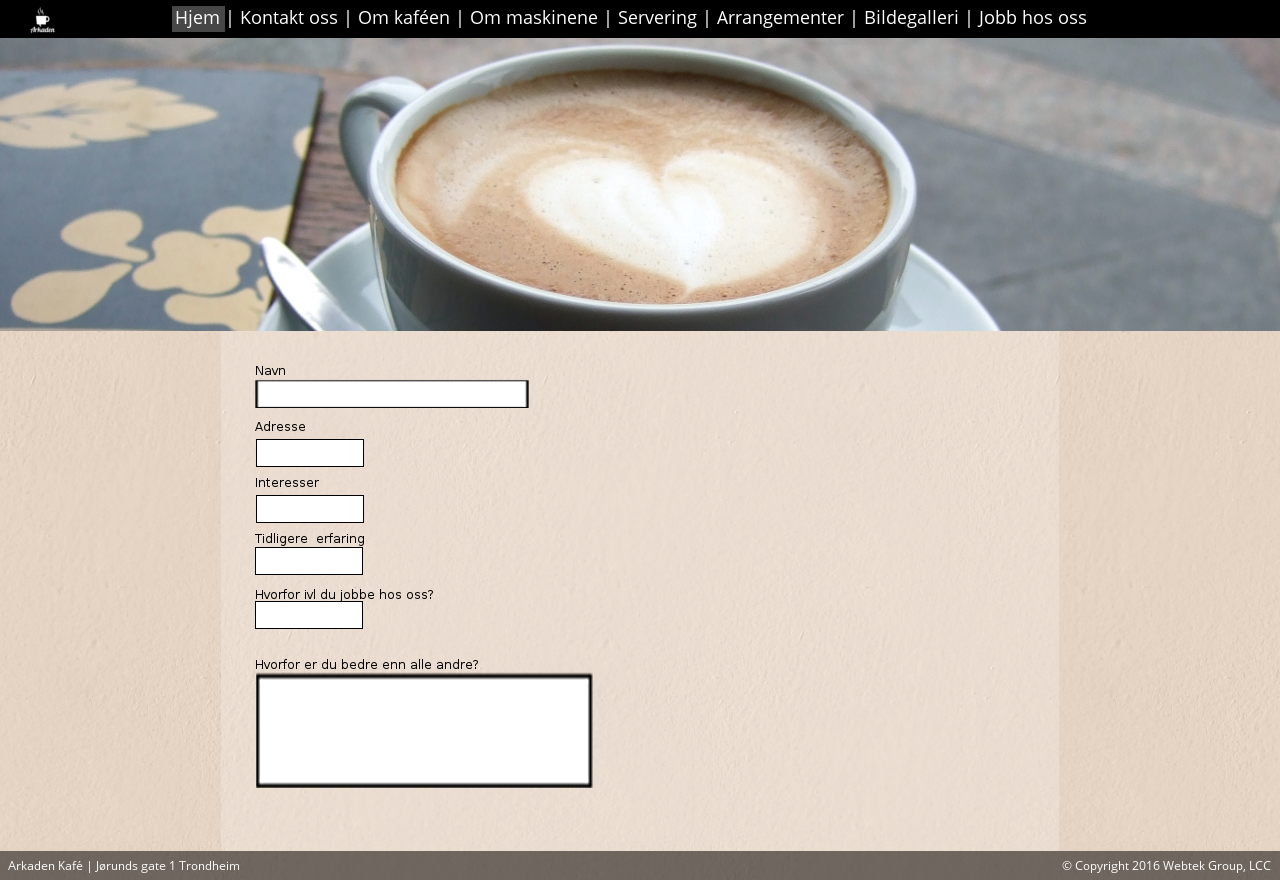 Arkaden
Hjem | Kontakt oss | Om kaféen | Om maskinene | Servering | Arrangementer | Bildegalleri | Jobb hos oss
Navn
Adresse
Interesser
Tidligere erfaring
Hvorfor ivl du jobbe hos oss?
Hvorfor er du bedre enn alle andre?
Arkaden Kafé | Jørunds gate 1 Trondheim
© Copyright 2016 Webtek Group, LCC